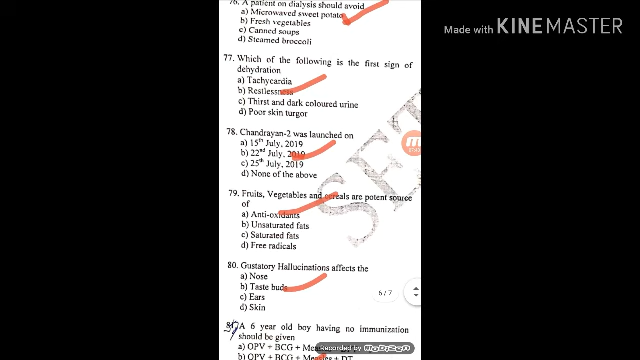 Made with KINEMASTER
76. A patient on dialysis should avoid
a) Microwaved sweet potato
b) Fresh vegetables
c) Canned soups
d) Steamed broccoli
77. Which of the following is the first sign of
dehydration
a) Tachycardia
b) Restlessness
c) Thirst and dark coloured urine
d) Poor skin turgor
78. Chandrayan-2 was launched on
a) 15th July, 2019
b) 22nd July, 2019
c) 25th July, 2019
d) None of the above
79. Fruits, Vegetables and cereals are potent source
of
a) Anti-oxidants
b) Unsaturated fats
c) Saturated fats
d) Free radicals
80. Gustatory Hallucinations affects the
a) Nose
b) Taste buds
c) Ears
d) Skin
6 / 7
81. A 6 year old boy having no immunization
should be given
a) OPV + BCG + Measles
b) OPV + BCG + Measles + DT
SET
Recorded by